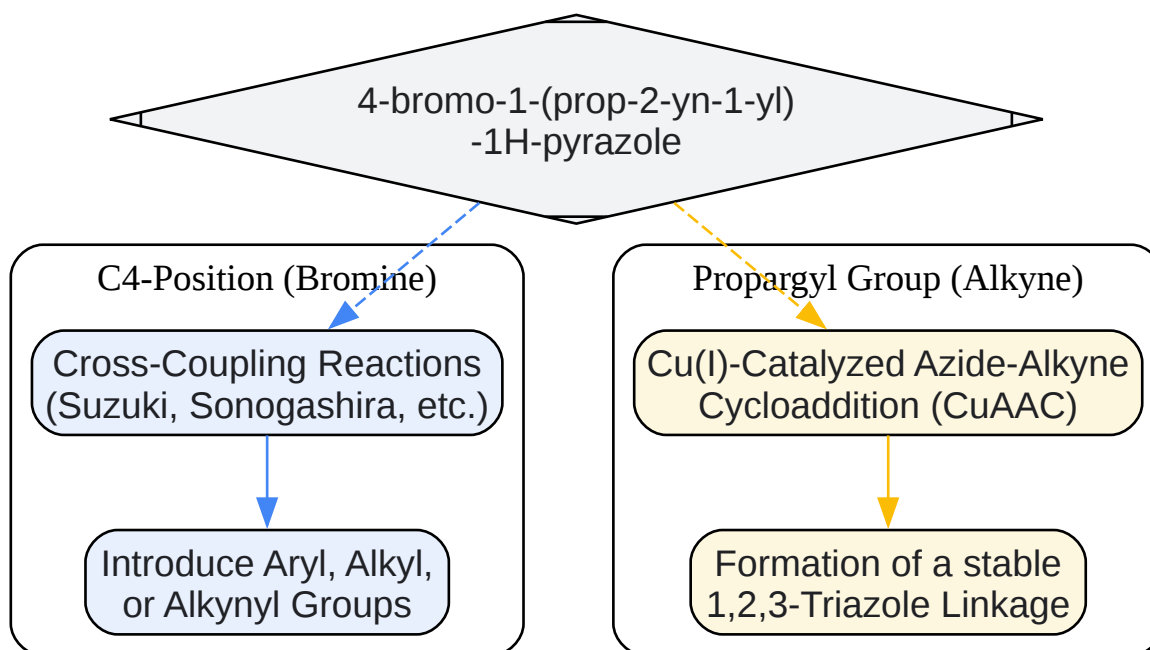 4-bromo-1-(prop-2-yn-1-yl)
-1H-pyrazole
C4-Position (Bromine)
Cross-Coupling Reactions
(Suzuki, Sonogashira, etc.)
Introduce Aryl, Alkyl,
or Alkynyl Groups
Propargyl Group (Alkyne)
Cu(I)-Catalyzed Azide-Alkyne
Cycloaddition (CuAAC)
Formation of a stable
1,2,3-Triazole Linkage